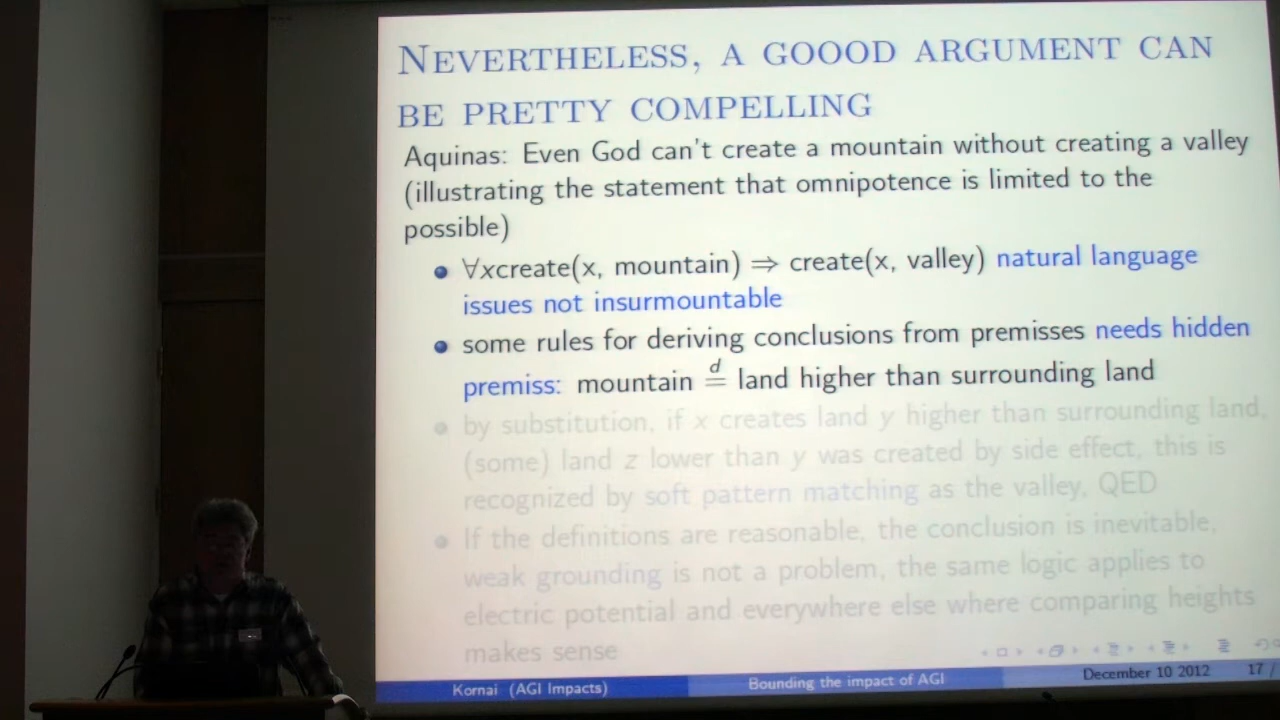 NEVERTHELESS, A GOOOD ARGUMENT CAN
BE PRETTY COMPELLING
Aquinas: Even God can't create a mountain without creating a valley
(illustrating the statement that omnipotence is limited to the
possible)
∀xcreate(x, mountain) ⇒ create(x, valley) natural language
issues not insurmountable
some rules for deriving conclusions from premisses needs hidden
premiss: mountain =ᵈ land higher than surrounding land
by substitution, if x creates land y higher than surrounding land,
(some) land z lower than y was created by side effect, this is
recognized by soft pattern matching as the valley, QED
If the definitions are reasonable, the conclusion is inevitable,
weak grounding is not a problem, the same logic applies to
electric potential and everywhere else where comparing heights
makes sense
Kornai (AGI Impacts) Bounding the impact of AGI December 10 2012 17 /